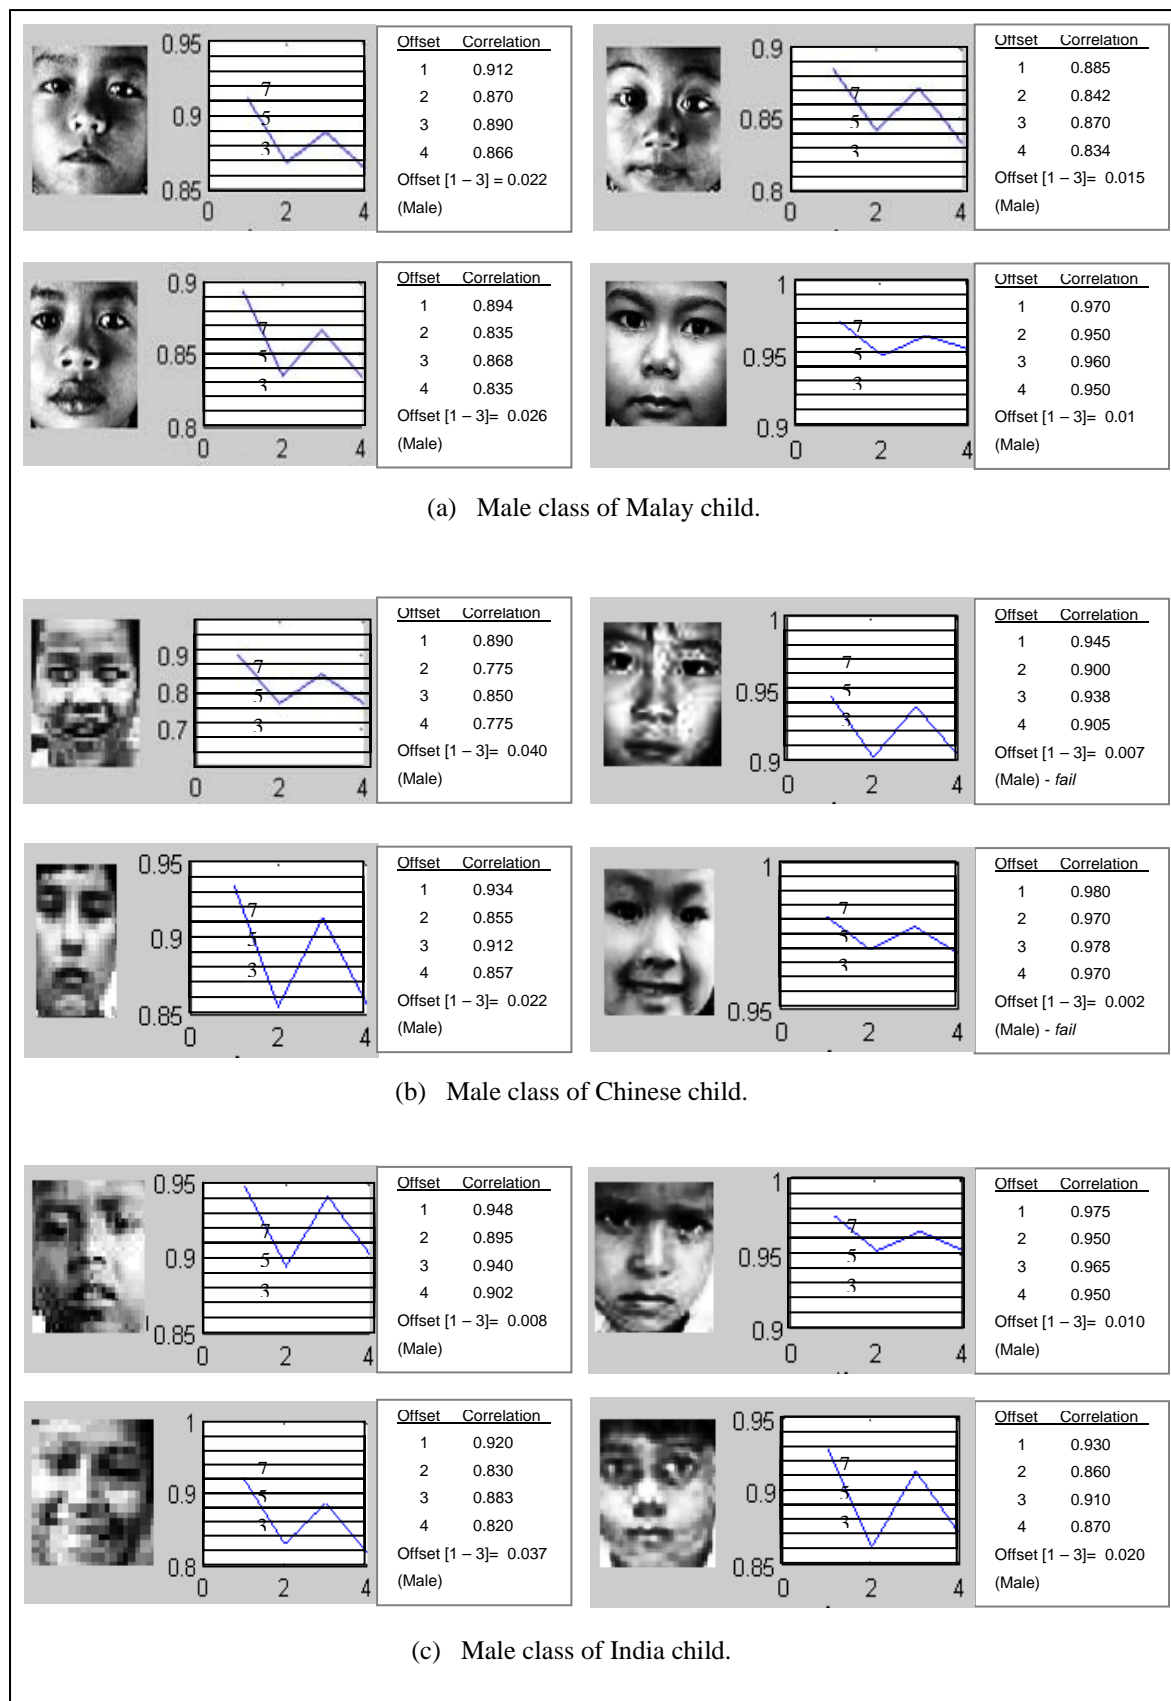 0.95
0.9
0.85
0 2 4
7
5
3
Offset Correlation
1 0.912
2 0.870
3 0.890
4 0.866
Offset [1 – 3] = 0.022
(Male)
0.9
0.85
0.8
0 2 4
7
5
3
Offset Correlation
1 0.885
2 0.842
3 0.870
4 0.834
Offset [1 – 3]= 0.015
(Male)
0.9
0.85
0.8
0 2 4
7
5
3
Offset Correlation
1 0.894
2 0.835
3 0.868
4 0.835
Offset [1 – 3]= 0.026
(Male)
1
0.95
0.9
0 2 4
7
5
3
Offset Correlation
1 0.970
2 0.950
3 0.960
4 0.950
Offset [1 – 3]= 0.01
(Male)
(a) Male class of Malay child.
0.9
0.8
0.7
0 2 4
7
5
3
Offset Correlation
1 0.890
2 0.775
3 0.850
4 0.775
Offset [1 – 3]= 0.040
(Male)
1
0.95
0.9
0 2 4
7
5
3
Offset Correlation
1 0.945
2 0.900
3 0.938
4 0.905
Offset [1 – 3]= 0.007
(Male) - fail
0.95
0.9
0.85
0 2 4
7
5
3
Offset Correlation
1 0.934
2 0.855
3 0.912
4 0.857
Offset [1 – 3]= 0.022
(Male)
1
0.95
0 2 4
7
5
3
Offset Correlation
1 0.980
2 0.970
3 0.978
4 0.970
Offset [1 – 3]= 0.002
(Male) - fail
(b) Male class of Chinese child.
0.95
0.9
0.85
0 2 4
7
5
3
Offset Correlation
1 0.948
2 0.895
3 0.940
4 0.902
Offset [1 – 3]= 0.008
(Male)
1
0.95
0.9
0 2 4
7
5
3
Offset Correlation
1 0.975
2 0.950
3 0.965
4 0.950
Offset [1 – 3]= 0.010
(Male)
1
0.9
0.8
0 2 4
7
5
3
Offset Correlation
1 0.920
2 0.830
3 0.883
4 0.820
Offset [1 – 3]= 0.037
(Male)
0.95
0.9
0.85
0 2 4
7
5
3
Offset Correlation
1 0.930
2 0.860
3 0.910
4 0.870
Offset [1 – 3]= 0.020
(Male)
(c) Male class of India child.